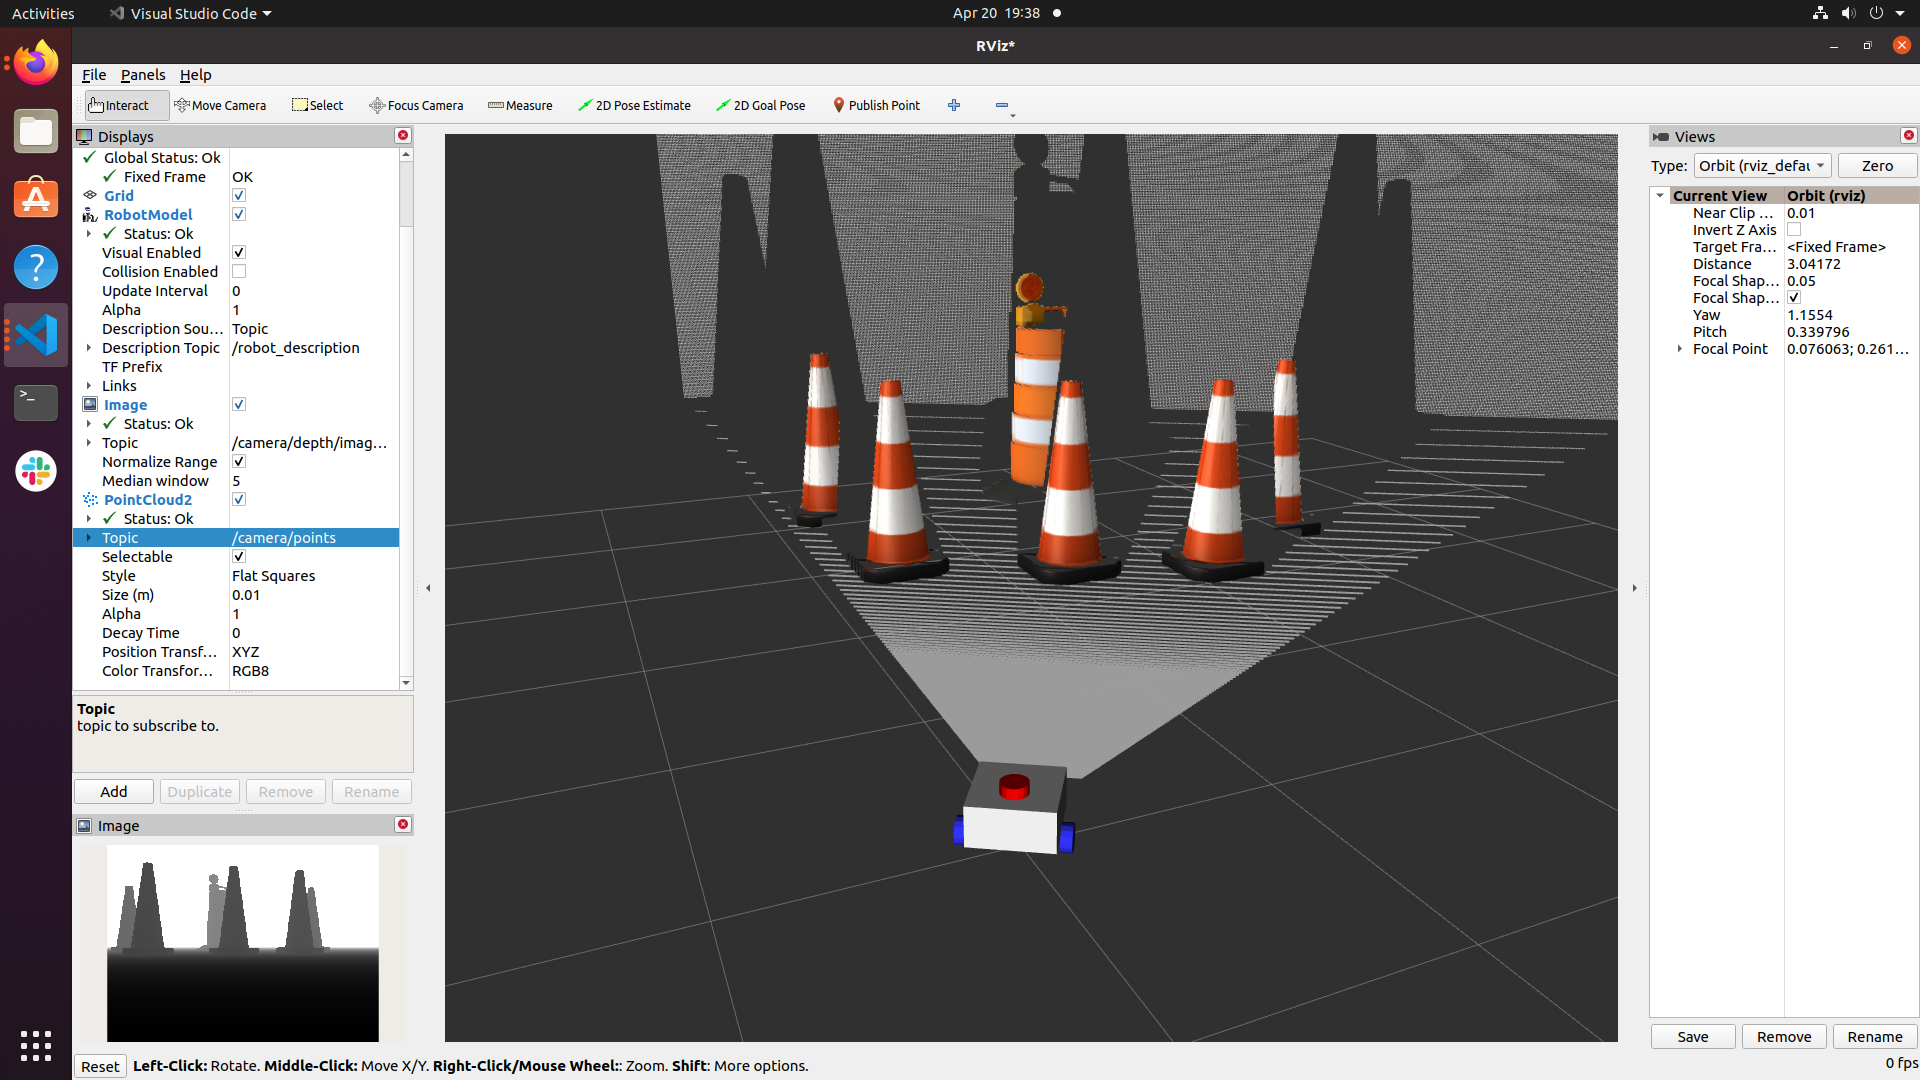 Activities Visual Studio Code Apr 20 19:38
RViz*
File Panels Help
Interact Move Camera Select Focus Camera Measure 2D Pose Estimate 2D Goal Pose Publish Point
Displays
Global Status: Ok
Fixed Frame OK
Grid
RobotModel
Status: Ok
Visual Enabled
Collision Enabled
Update Interval 0
Alpha 1
Description Sou... Topic
Description Topic /robot_description
TF Prefix
Links
Image
Status: Ok
Topic /camera/depth/imag...
Normalize Range
Median window 5
PointCloud2
Status: Ok
Topic /camera/points
Selectable
Style Flat Squares
Size (m) 0.01
Alpha 1
Decay Time 0
Position Transf... XYZ
Color Transfor... RGB8
Topic
topic to subscribe to.
Add Duplicate Remove Rename
Image
Views
Type: Orbit (rviz_defau Zero
Current View Orbit (rviz)
Near Clip ... 0.01
Invert Z Axis
Target Fra... <Fixed Frame>
Distance 3.04172
Focal Shap... 0.05
Focal Shap...
Yaw 1.1554
Pitch 0.339796
Focal Point 0.076063; 0.261...
Save Remove Rename
Reset Left-Click: Rotate. Middle-Click: Move X/Y. Right-Click/Mouse Wheel:: Zoom. Shift: More options. 0 fps